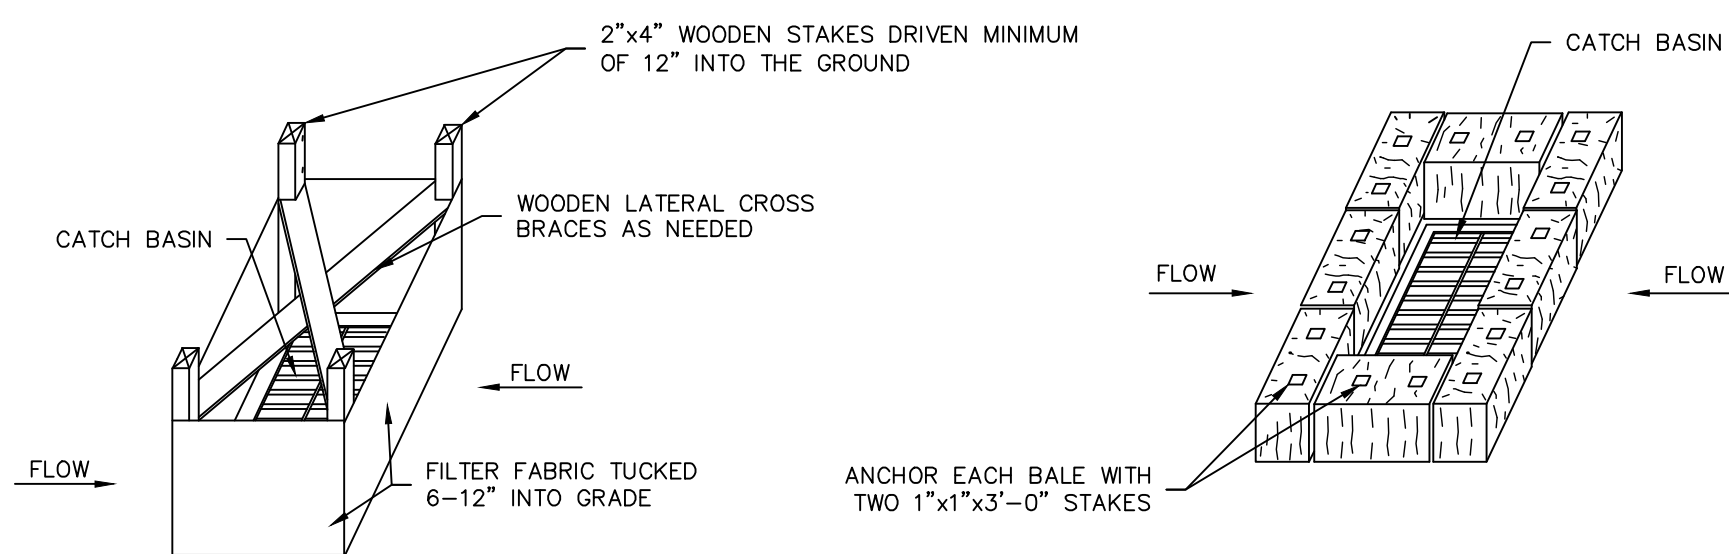 2”x4” WOODEN STAKES DRIVEN MINIMUM
OF 12” INTO THE GROUND
WOODEN LATERAL CROSS
BRACES AS NEEDED
CATCH BASIN
FLOW
FLOW
FILTER FABRIC TUCKED
6–12” INTO GRADE
CATCH BASIN
FLOW
FLOW
ANCHOR EACH BALE WITH
TWO 1”x1”x3’–0” STAKES